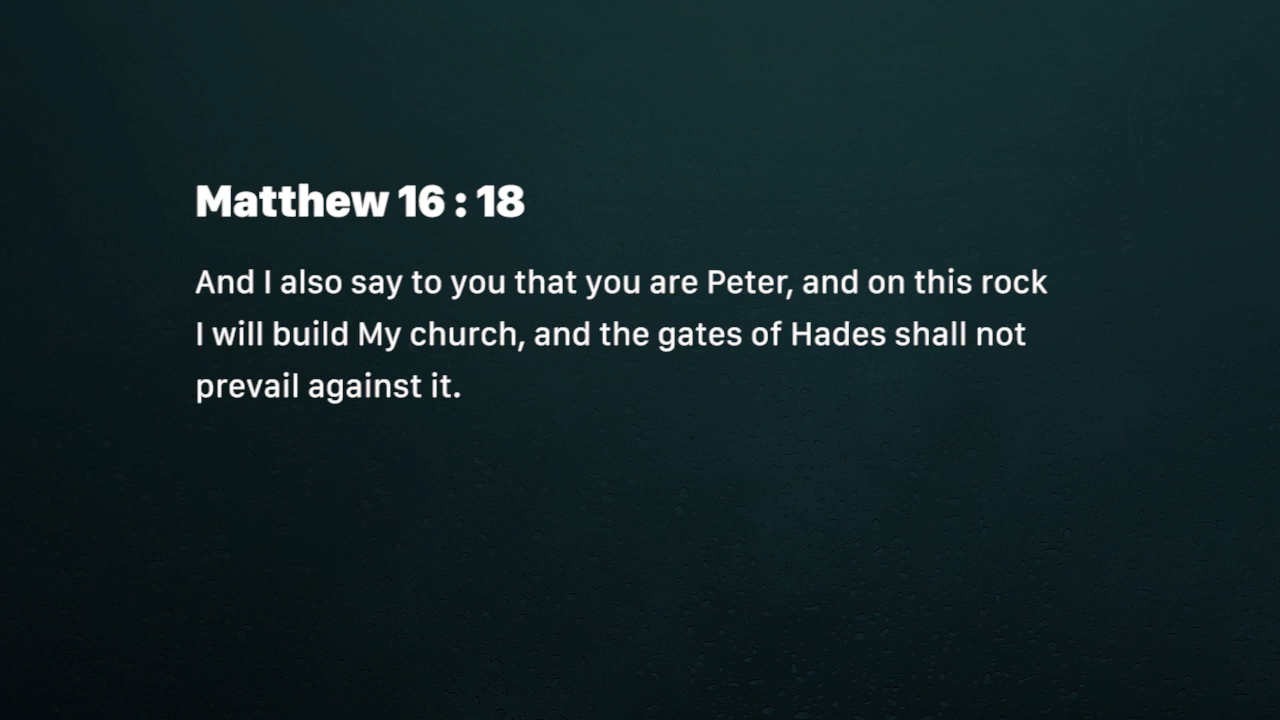 Matthew 16 : 18
And I also say to you that you are Peter, and on this rock
I will build My church, and the gates of Hades shall not
prevail against it.